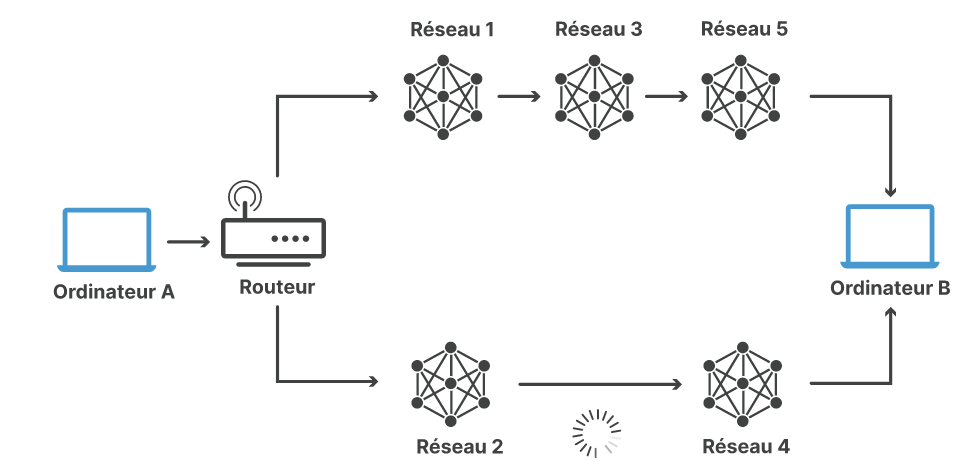 Réseau 1
Réseau 3
Réseau 5
Ordinateur A
Routeur
Ordinateur B
Réseau 2
Réseau 4